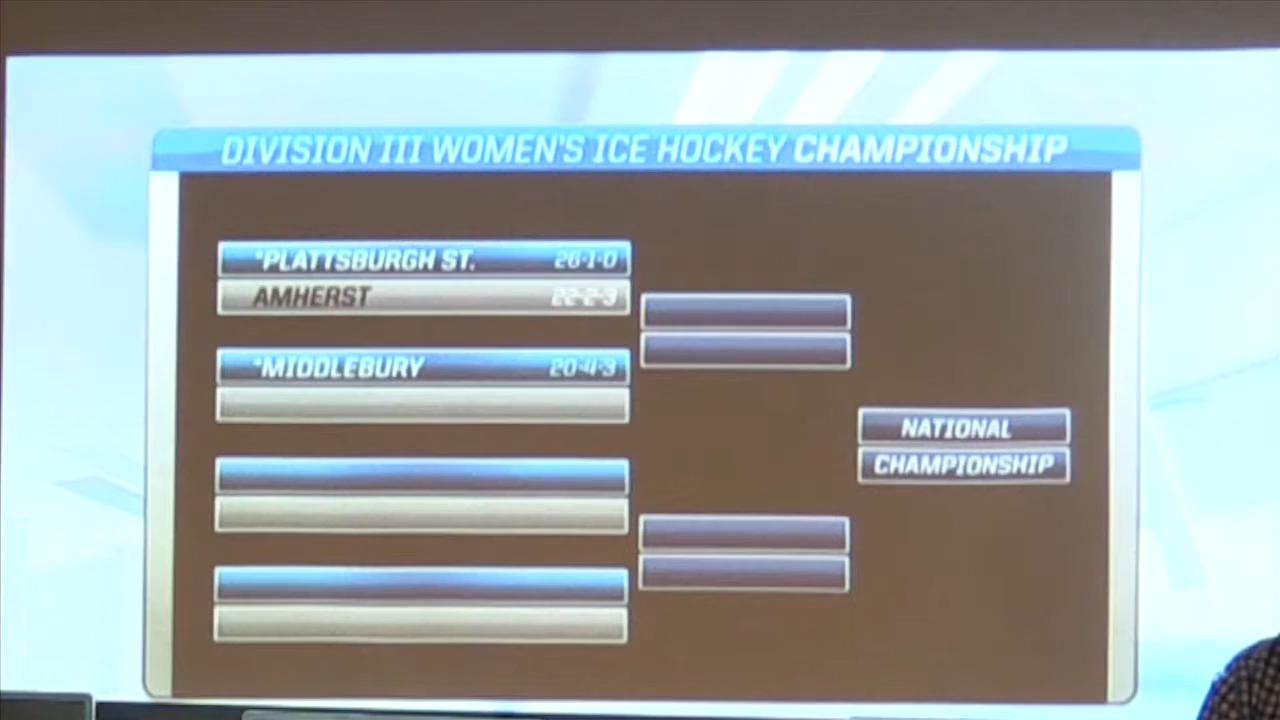 DIVISION III WOMEN'S ICE HOCKEY CHAMPIONSHIP
*PLATTSBURGH ST. 26-1-0
AMHERST 22-2-3
*MIDDLEBURY 20-4-3
NATIONAL
CHAMPIONSHIP